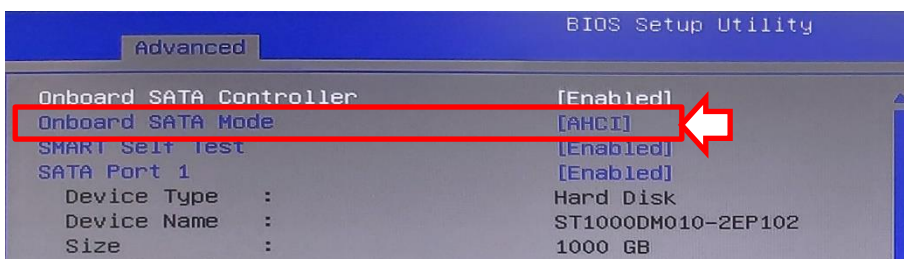 BIOS Setup Utility
Advanced
Onboard SATA Controller [Enabled]
Onboard SATA Mode [AHCI]
SMART Self Test [Enabled]
SATA Port 1 [Enabled]
Device Type : Hard Disk
Device Name : ST1000DM010-2EP102
Size : 1000 GB